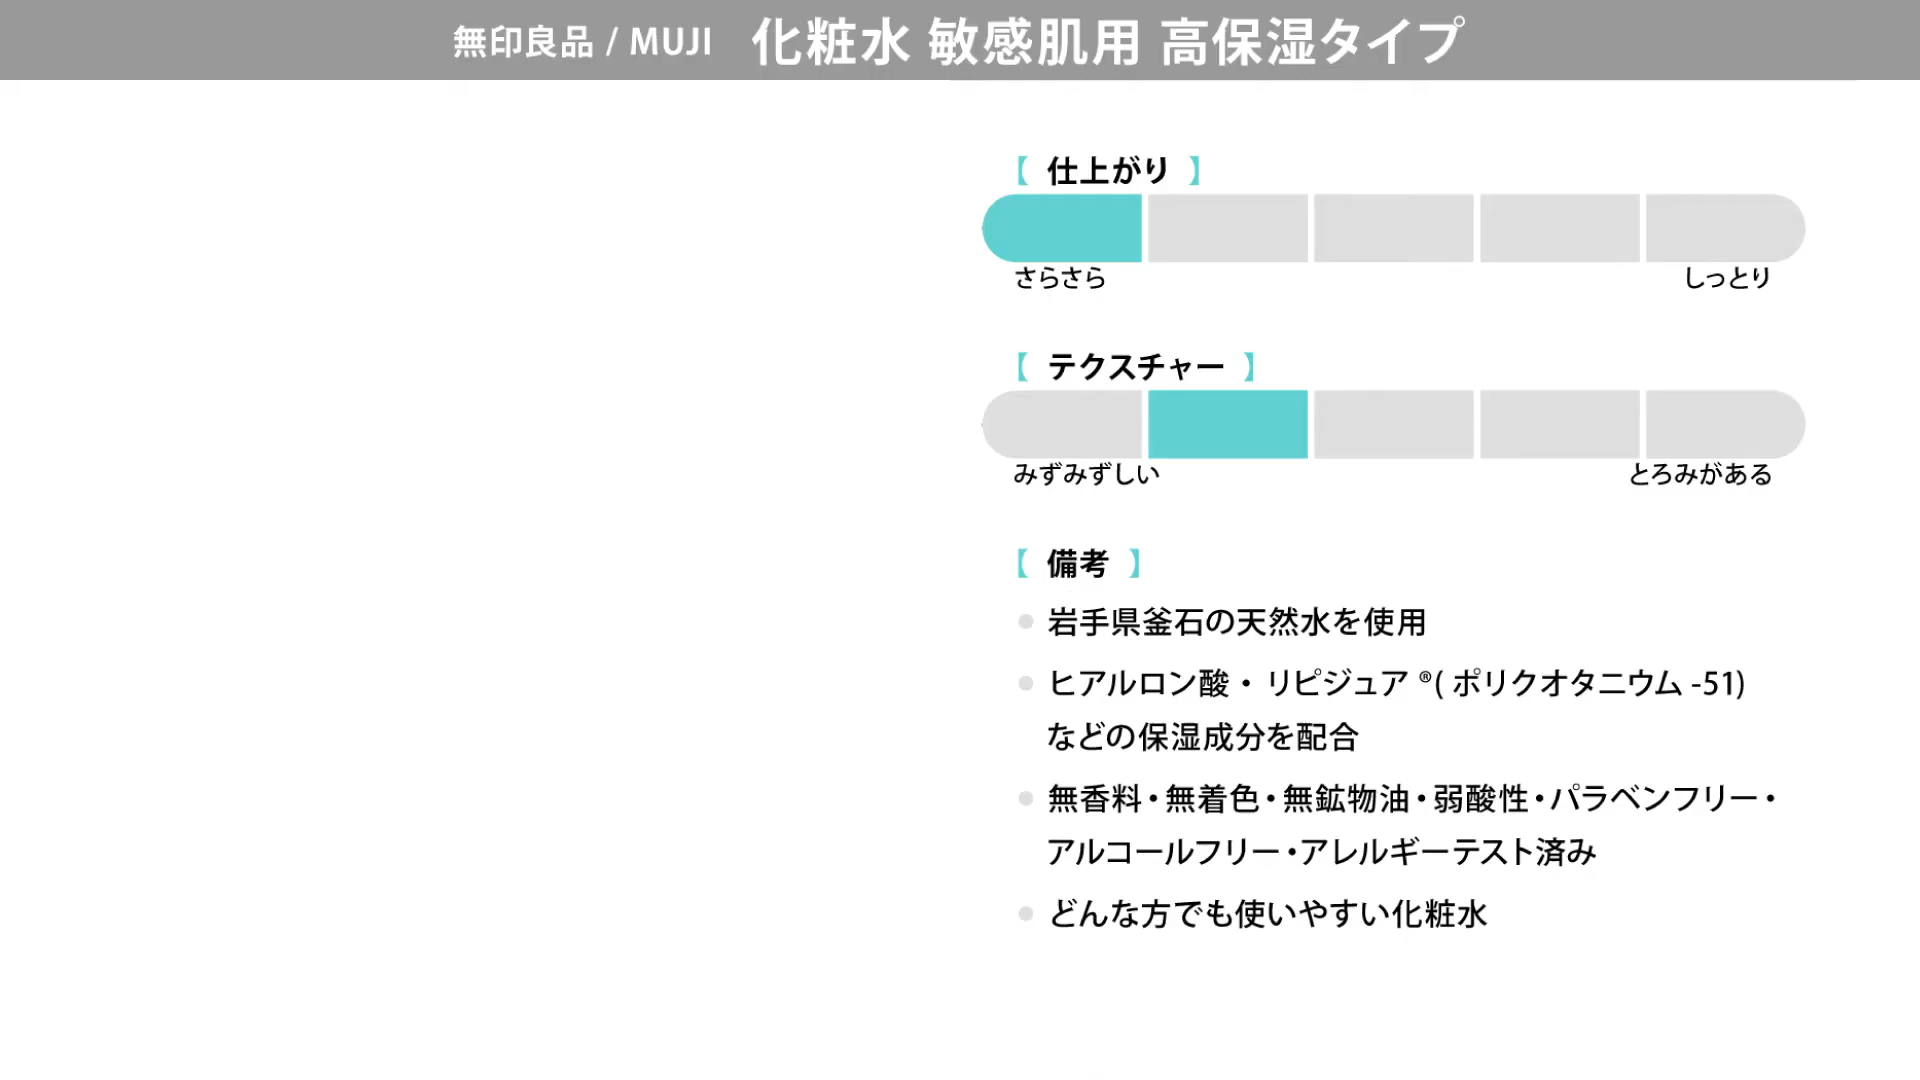 無印良品 / MUJI 化粧水 敏感肌用 高保湿タイプ
【 仕上がり 】
さらさら しっとり
【 テクスチャー 】
みずみずしい とろみがある
【 備考 】
岩手県釜石の天然水を使用
ヒアルロン酸・リピジュア ®( ポリクオタニウム -51)
などの保湿成分を配合
無香料・無着色・無鉱物油・弱酸性・パラベンフリー・
アルコールフリー・アレルギーテスト済み
どんな方でも使いやすい化粧水